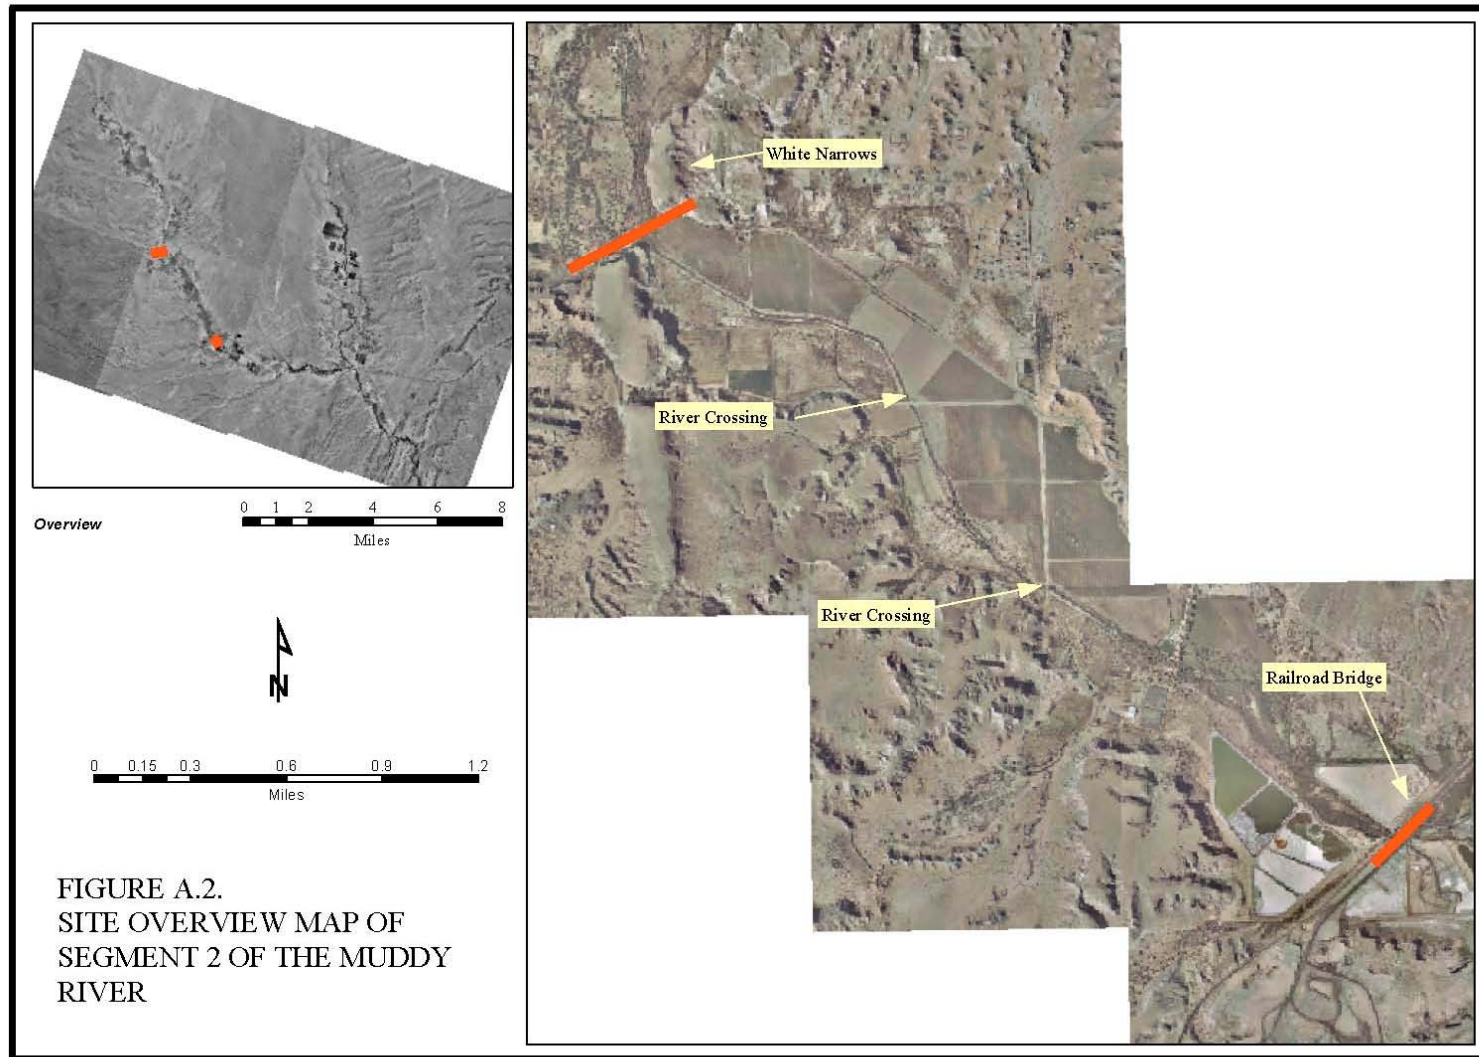 White Narrows
River Crossing
River Crossing
Railroad Bridge
Overview
0 1 2 4 6 8
Miles
N
0 0.15 0.3 0.6 0.9 1.2
Miles
FIGURE A.2.
SITE OVERVIEW MAP OF
SEGMENT 2 OF THE MUDDY
RIVER